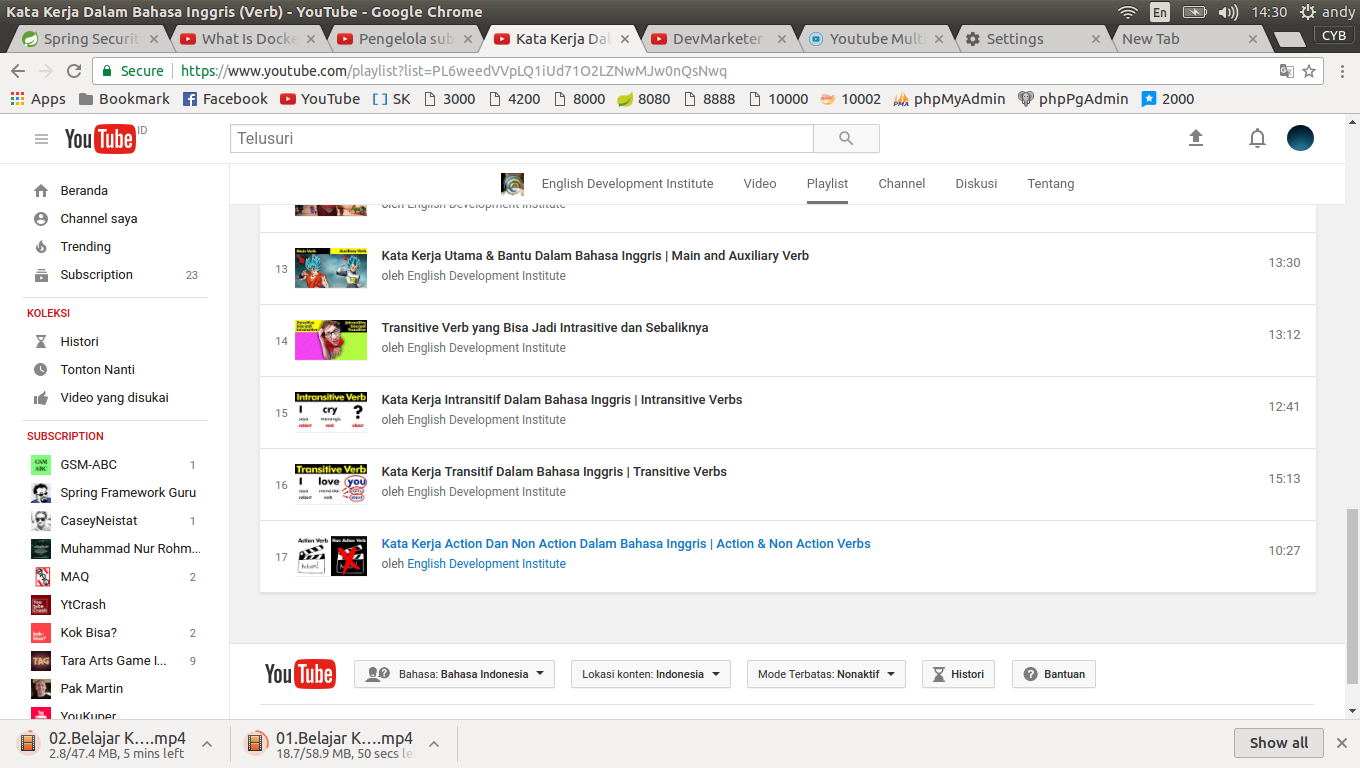 Kata Kerja Dalam Bahasa Inggris (Verb) - YouTube - Google Chrome
En
14:30
andy
Spring Securit
What Is Docke
Pengelola sub
Kata Kerja Dal
DevMarketer
Youtube Multi
Settings
New Tab
CYB
Secure
https://www.youtube.com/playlist?list=PL6weedVVpLQ1iUd71O2LZNwMJw0nQsNwq
Apps
Bookmark
Facebook
YouTube
SK
3000
4200
8000
8080
8888
10000
10002
phpMyAdmin
phpPgAdmin
2000
YouTube ID
Telusuri
English Development Institute
Video
Playlist
Channel
Diskusi
Tentang
Beranda
Channel saya
Trending
Subscription 23
KOLEKSI
Histori
Tonton Nanti
Video yang disukai
SUBSCRIPTION
GSM-ABC 1
Spring Framework Guru
CaseyNeistat 1
Muhammad Nur Rohm...
MAQ 2
YtCrash
Kok Bisa? 2
Tara Arts Game I... 9
Pak Martin
YouKuper
oleh English Development Institute
13
Main Verb
Auxiliary Verb
Kata Kerja Utama & Bantu Dalam Bahasa Inggris | Main and Auxiliary Verb
oleh English Development Institute
13:30
14
Transitive Verb yang Bisa Jadi Intrasitive dan Sebaliknya
oleh English Development Institute
13:12
15
Intransitive Verb
I cry ?
Kata Kerja Intransitif Dalam Bahasa Inggris | Intransitive Verbs
oleh English Development Institute
12:41
16
Transitive Verb
I love you
Kata Kerja Transitif Dalam Bahasa Inggris | Transitive Verbs
oleh English Development Institute
15:13
17
Action Verb
Non Action Verb
Kata Kerja Action Dan Non Action Dalam Bahasa Inggris | Action & Non Action Verbs
oleh English Development Institute
10:27
YouTube
Bahasa: Bahasa Indonesia
Lokasi konten: Indonesia
Mode Terbatas: Nonaktif
Histori
Bantuan
02.Belajar K....mp4
2.8/47.4 MB, 5 mins left
01.Belajar K....mp4
18.7/58.9 MB, 50 secs le
Show all